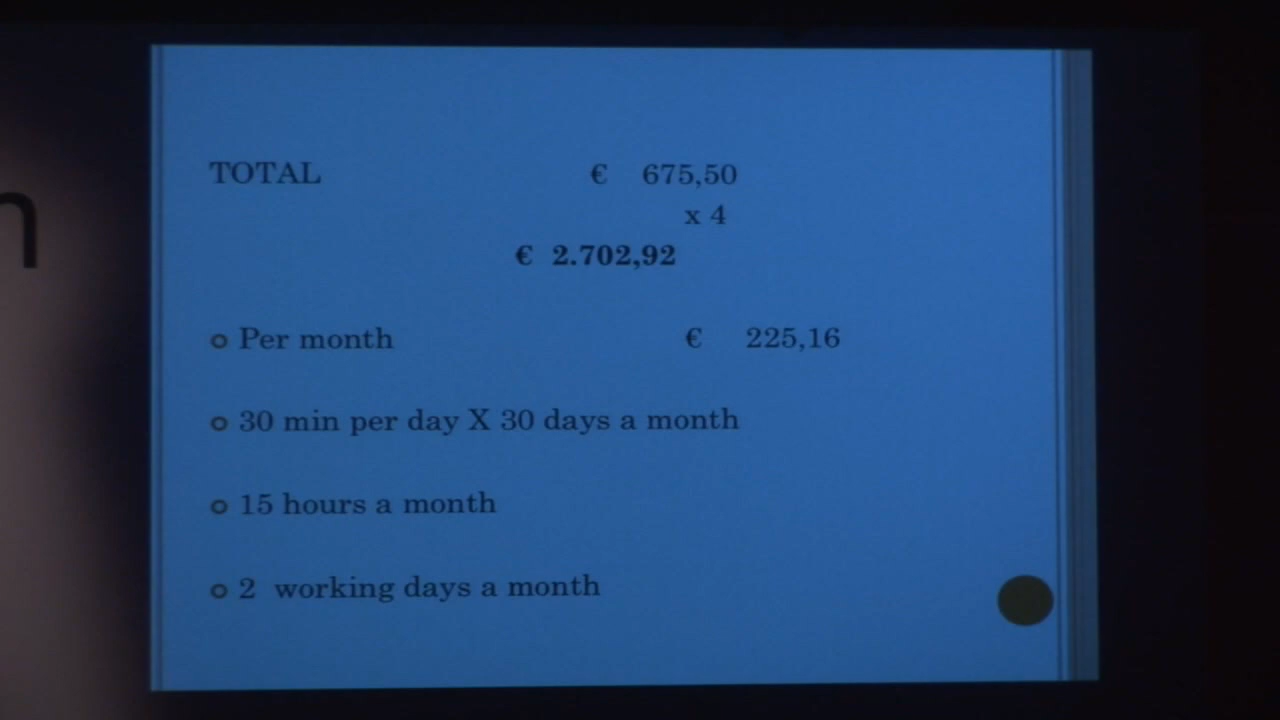 TOTAL € 675,50
x 4
€ 2.702,92
Per month € 225,16
30 min per day X 30 days a month
15 hours a month
2 working days a month